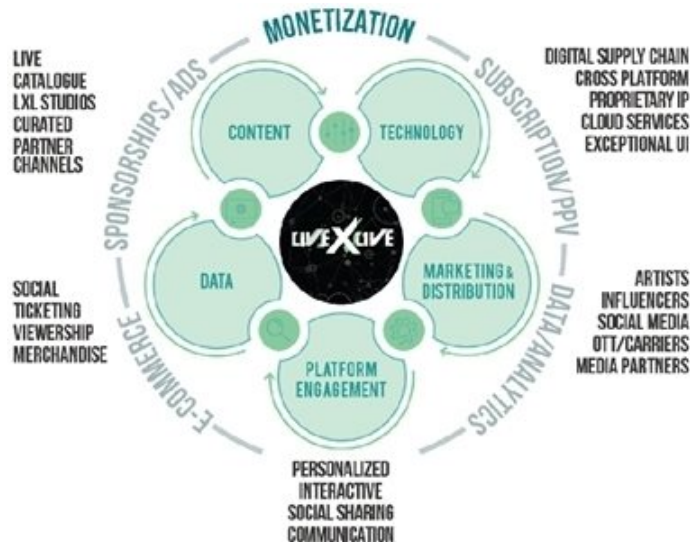 MONETIZATION
LIVE
CATALOGUE
LXL STUDIOS
CURATED
PARTNER
CHANNELS
SPONSORSHIPS/ADS
SUBSCRIPTION/PPV
DIGITAL SUPPLY CHAIN
CROSS PLATFORM
PROPRIETARY IP
CLOUD SERVICES
EXCEPTIONAL UI
CONTENT
TECHNOLOGY
LIVEXLIVE
DATA
MARKETING &
DISTRIBUTION
SOCIAL
TICKETING
VIEWERSHIP
MERCHANDISE
ARTISTS
INFLUENCERS
SOCIAL MEDIA
OTT/CARRIERS
MEDIA PARTNERS
E-COMMERCE
DATA/ANALYTICS
PLATFORM
ENGAGEMENT
PERSONALIZED
INTERACTIVE
SOCIAL SHARING
COMMUNICATION